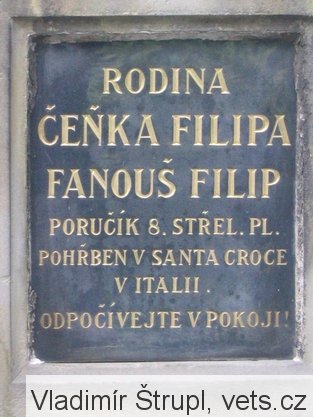 RODINA
ČEŇKA FILIPA
FANOUŠ FILIP
PORUČÍK 8. STŘEL. PL.
POHŘBEN V SANTA CROCE
V ITALII.
ODPOČÍVEJTE V POKOJI!
Vladimír Štrupl, vets.cz